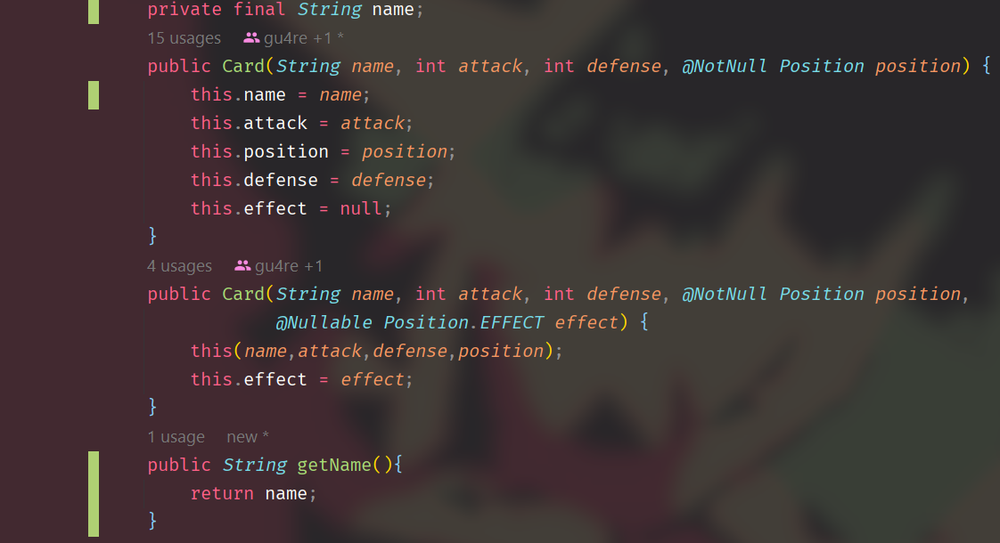 private final String name;
15 usages gu4re +1 *
public Card(String name, int attack, int defense, @NotNull Position position) {
this.name = name;
this.attack = attack;
this.position = position;
this.defense = defense;
this.effect = null;
}
4 usages gu4re +1
public Card(String name, int attack, int defense, @NotNull Position position,
@Nullable Position.EFFECT effect) {
this(name,attack,defense,position);
this.effect = effect;
}
1 usage new *
public String getName(){
return name;
}